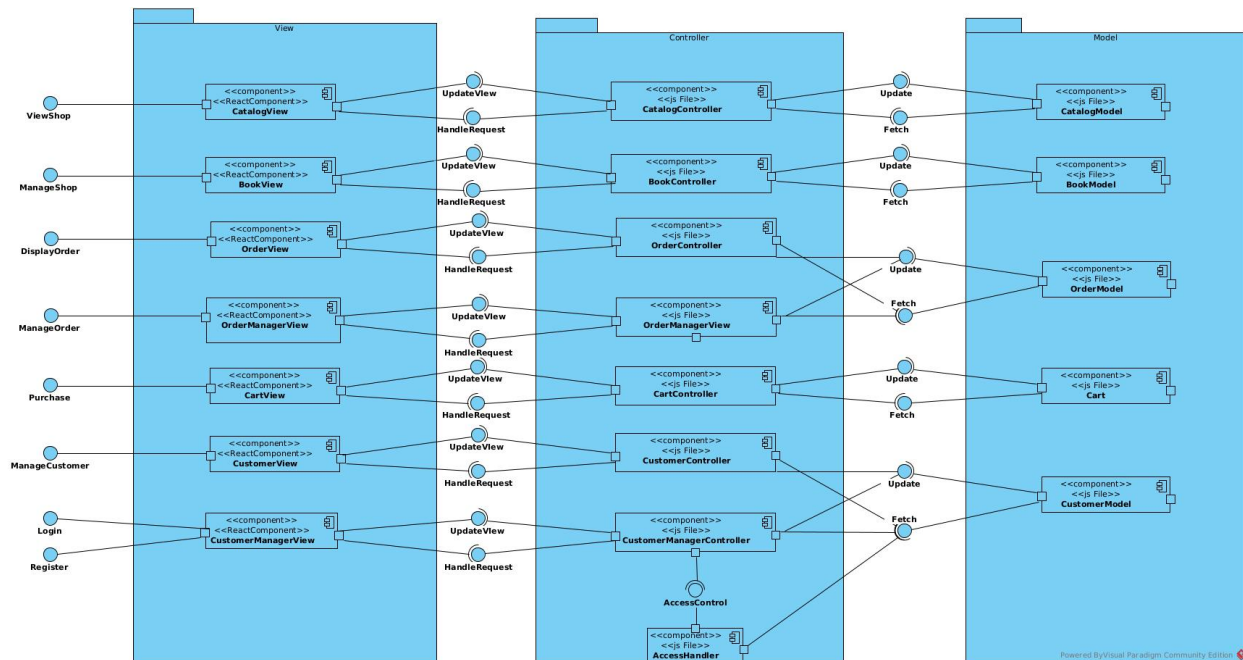 View
Controller
Model
ViewShop
<<component>>
<<ReactComponent>>
CatalogView
UpdateVIew
HandleRequest
<<component>>
<<js File>>
CatalogController
Update
Fetch
<<component>>
<<js File>>
CatalogModel
ManageShop
<<component>>
<<ReactComponent>>
BookView
UpdateVIew
HandleRequest
<<component>>
<<js File>>
BookController
Update
Fetch
<<component>>
<<js File>>
BookModel
DisplayOrder
<<component>>
<<ReactComponent>>
OrderView
UpdateVIew
HandleRequest
<<component>>
<<js File>>
OrderController
Update
Fetch
<<component>>
<<js File>>
OrderModel
ManageOrder
<<component>>
<<ReactComponent>>
OrderManagerView
UpdateVIew
HandleRequest
<<component>>
<<js File>>
OrderManagerView
Purchase
<<component>>
<<ReactComponent>>
CartView
UpdateVIew
HandleRequest
<<component>>
<<js File>>
CartController
Update
Fetch
<<component>>
<<js File>>
Cart
ManageCustomer
<<component>>
<<ReactComponent>>
CustomerView
UpdateVIew
HandleRequest
<<component>>
<<js File>>
CustomerController
Update
Fetch
<<component>>
<<js File>>
CustomerModel
Login
Register
<<component>>
<<ReactComponent>>
CustomerManagerView
UpdateVIew
HandleRequest
<<component>>
<<js File>>
CustomerManagerController
AccessControl
<<component>>
<<js File>>
AccessHandler
Powered ByVisual Paradigm Community Edition